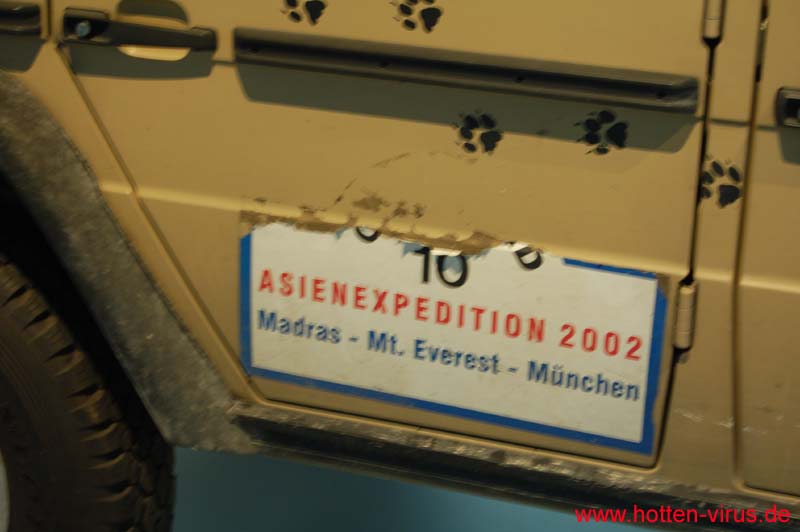 10
ASIENEXPEDITION 2002
Madras - Mt. Everest - München
www.hotten-virus.de